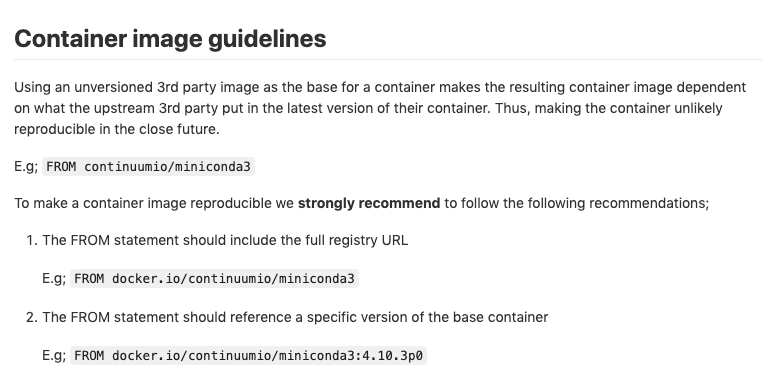 Container image guidelines
Using an unversioned 3rd party image as the base for a container makes the resulting container image dependent
on what the upstream 3rd party put in the latest version of their container. Thus, making the container unlikely
reproducible in the close future.
E.g; FROM continuumio/miniconda3
To make a container image reproducible we strongly recommend to follow the following recommendations;
1. The FROM statement should include the full registry URL
E.g; FROM docker.io/continuumio/miniconda3
2. The FROM statement should reference a specific version of the base container
E.g; FROM docker.io/continuumio/miniconda3:4.10.3p0